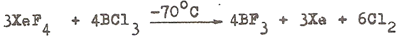 3XeF₄ + 4BCl₃ —-70°C→ 4BF₃ + 3Xe + 6Cl₂